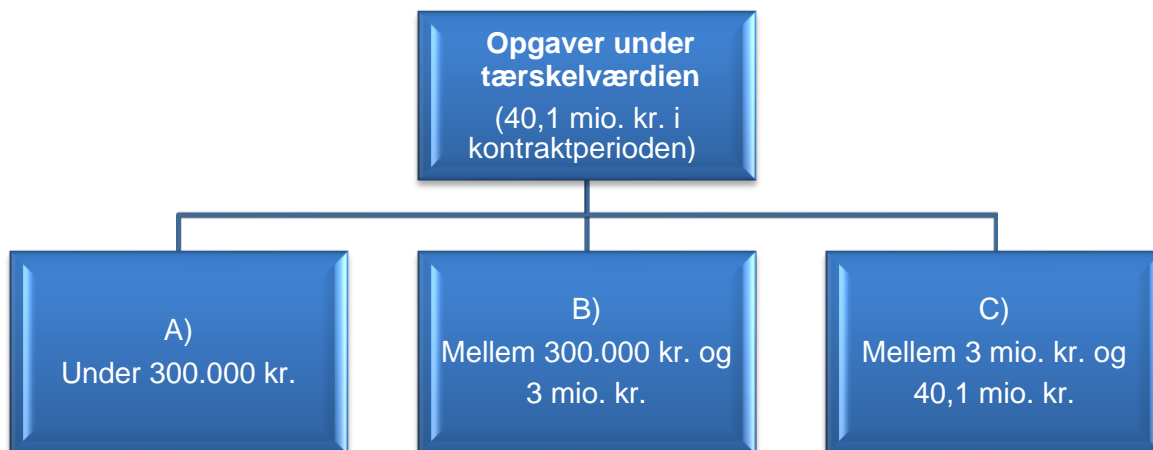 Opgaver under
tærskelværdien
(40,1 mio. kr. i
kontraktperioden)
A)
Under 300.000 kr.
B)
Mellem 300.000 kr. og
3 mio. kr.
C)
Mellem 3 mio. kr. og
40,1 mio. kr.